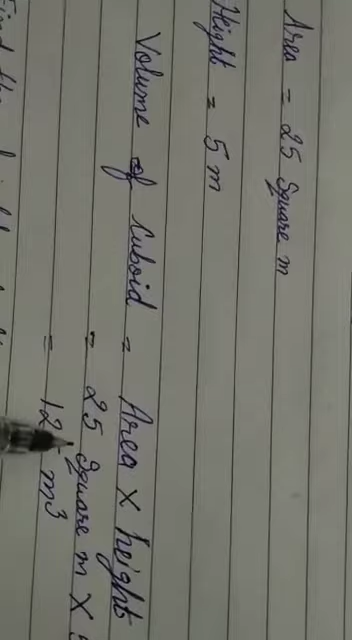 Area = 25 Square m
Height = 5 m
Volume of Cuboid = Area x height
= 25 Square m x
= 12 m3